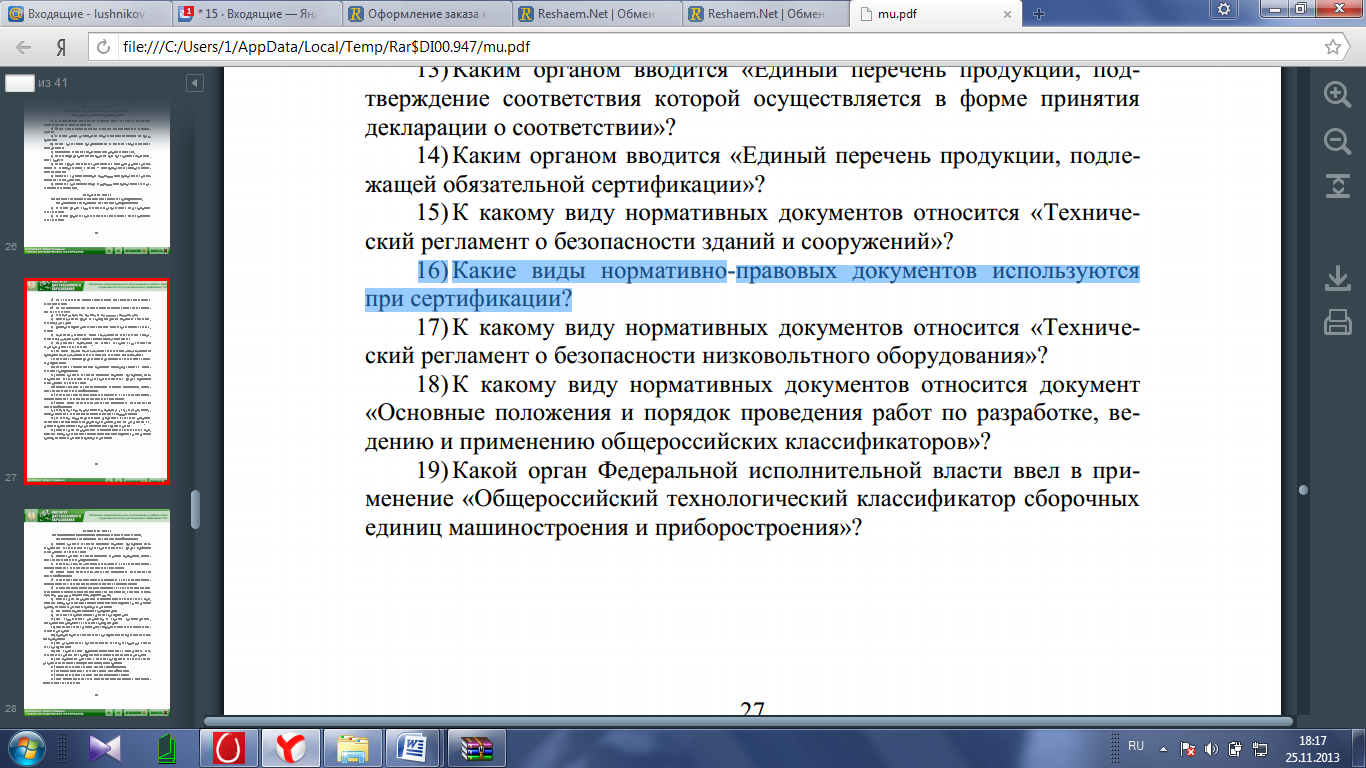 Входящие - lushnikov
* 15 · Входящие — Янд
Оформление заказа
Reshaem.Net | Обмен
Reshaem.Net | Обмен
mu.pdf
file:///C:/Users/1/AppData/Local/Temp/Rar$DI00.947/mu.pdf
из 41
13) Каким органом вводится «Единый перечень продукции, под-
тверждение соответствия которой осуществляется в форме принятия
декларации о соответствии»?
14) Каким органом вводится «Единый перечень продукции, подле-
жащей обязательной сертификации»?
15) К какому виду нормативных документов относится «Техниче-
ский регламент о безопасности зданий и сооружений»?
16) Какие виды нормативно-правовых документов используются
при сертификации?
17) К какому виду нормативных документов относится «Техниче-
ский регламент о безопасности низковольтного оборудования»?
18) К какому виду нормативных документов относится документ
«Основные положения и порядок проведения работ по разработке, ве-
дению и применению общероссийских классификаторов»?
19) Какой орган Федеральной исполнительной власти ввел в при-
менение «Общероссийский технологический классификатор сборочных
единиц машиностроения и приборостроения»?
27
26
27
28
RU
18:17
25.11.2013